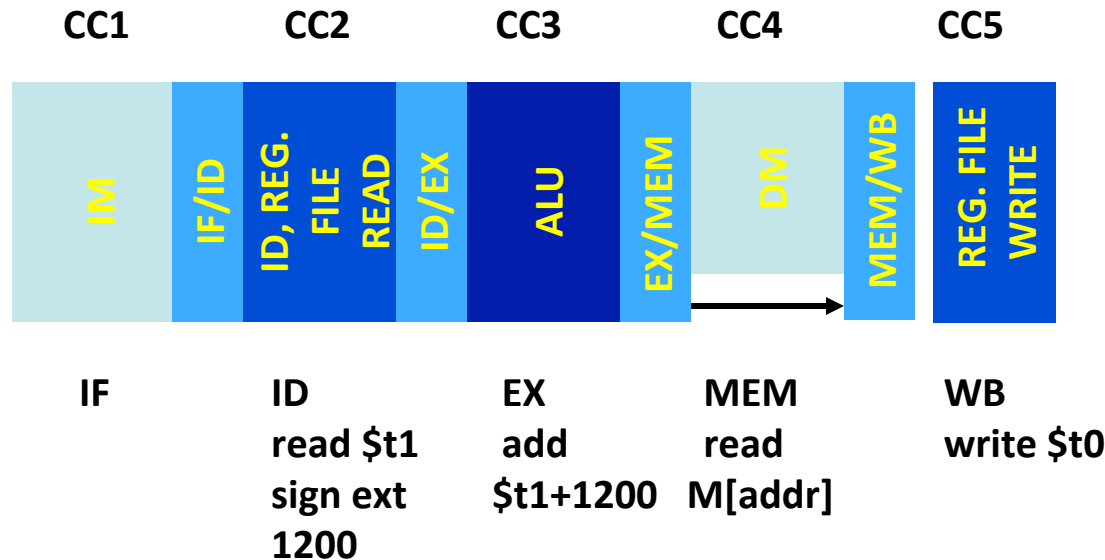 CC1 CC2 CC3 CC4 CC5
IM
IF/ID
ID, REG.
FILE
READ
ID/EX
ALU
EX/MEM
DM
MEM/WB
REG. FILE
WRITE
IF
ID
read $t1
sign ext
1200
EX
add
$t1+1200
MEM
read
M[addr]
WB
write $t0